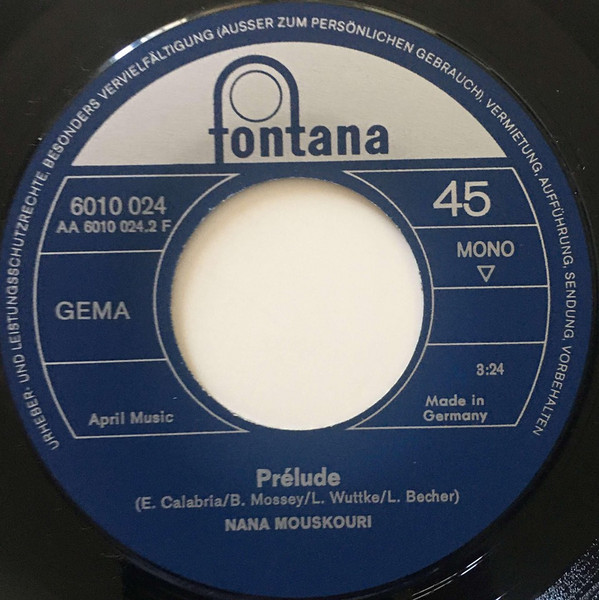 URHEBER- UND LEISTUNGSSCHUTZRECHTE, BESONDERS VERVIELFÄLTIGUNG (AUSSER ZUM PERSÖNLICHEN GEBRAUCH), VERMIETUNG, AUFFÜHRUNG, SENDUNG, VORBEHALTEN
fontana
6010 024
AA 6010 024.2 F
GEMA
April Music
45
MONO
3:24
Made in
Germany
Prélude
(E. Calabria/B. Mossey/L. Wuttke/L. Becher)
NANA MOUSKOURI